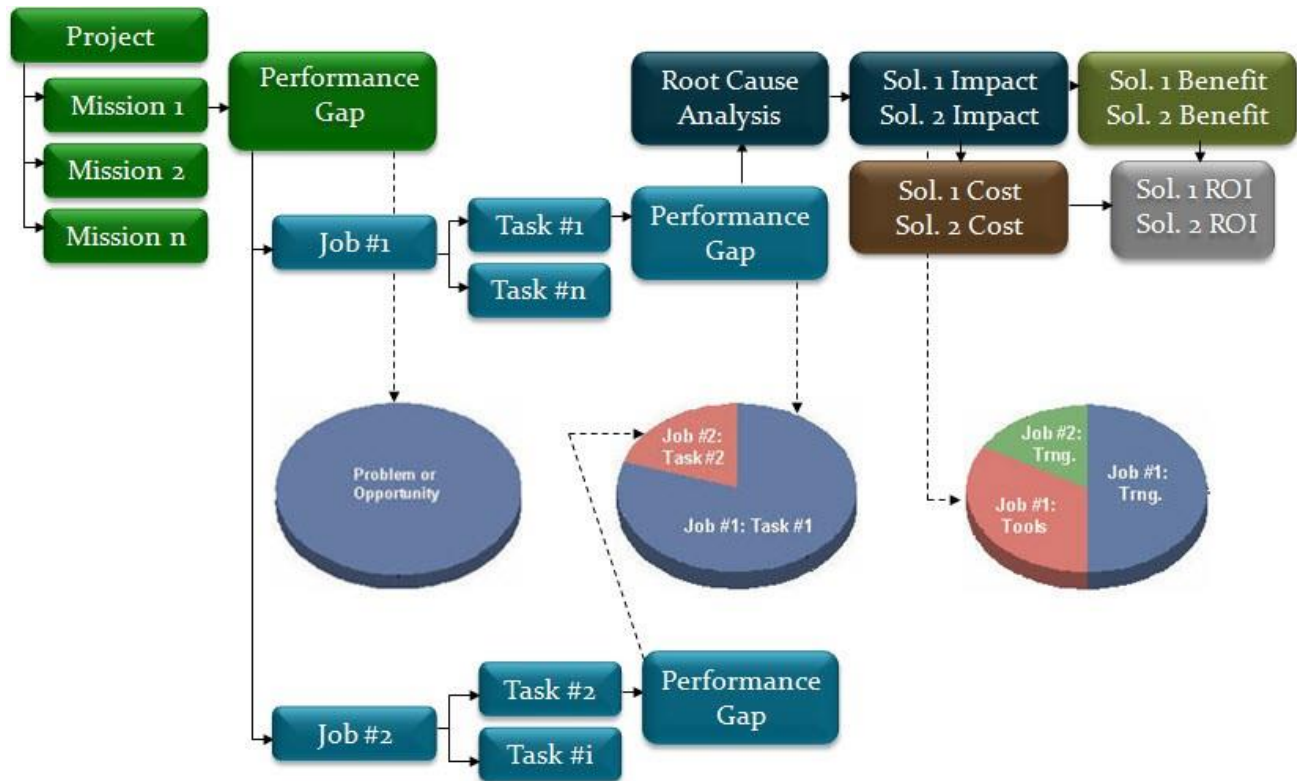 Project
Mission 1
Mission 2
Mission n
Performance
Gap
Job #1
Task #1
Task #n
Performance
Gap
Root Cause
Analysis
Sol. 1 Impact
Sol. 2 Impact
Sol. 1 Benefit
Sol. 2 Benefit
Sol. 1 Cost
Sol. 2 Cost
Sol. 1 ROI
Sol. 2 ROI
Problem or
Opportunity
Job #2:
Task #2
Job #1: Task #1
Job #2:
Trng.
Job #1:
Trng.
Job #1:
Tools
Job #2
Task #2
Task #i
Performance
Gap